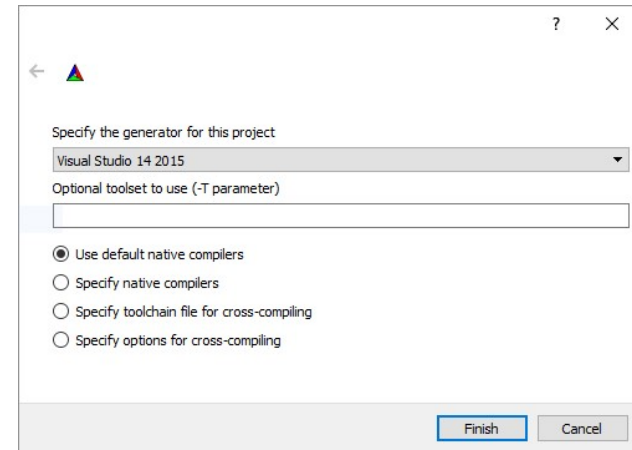 ?
Specify the generator for this project
Visual Studio 14 2015
Optional toolset to use (-T parameter)
Use default native compilers
Specify native compilers
Specify toolchain file for cross-compiling
Specify options for cross-compiling
Finish Cancel